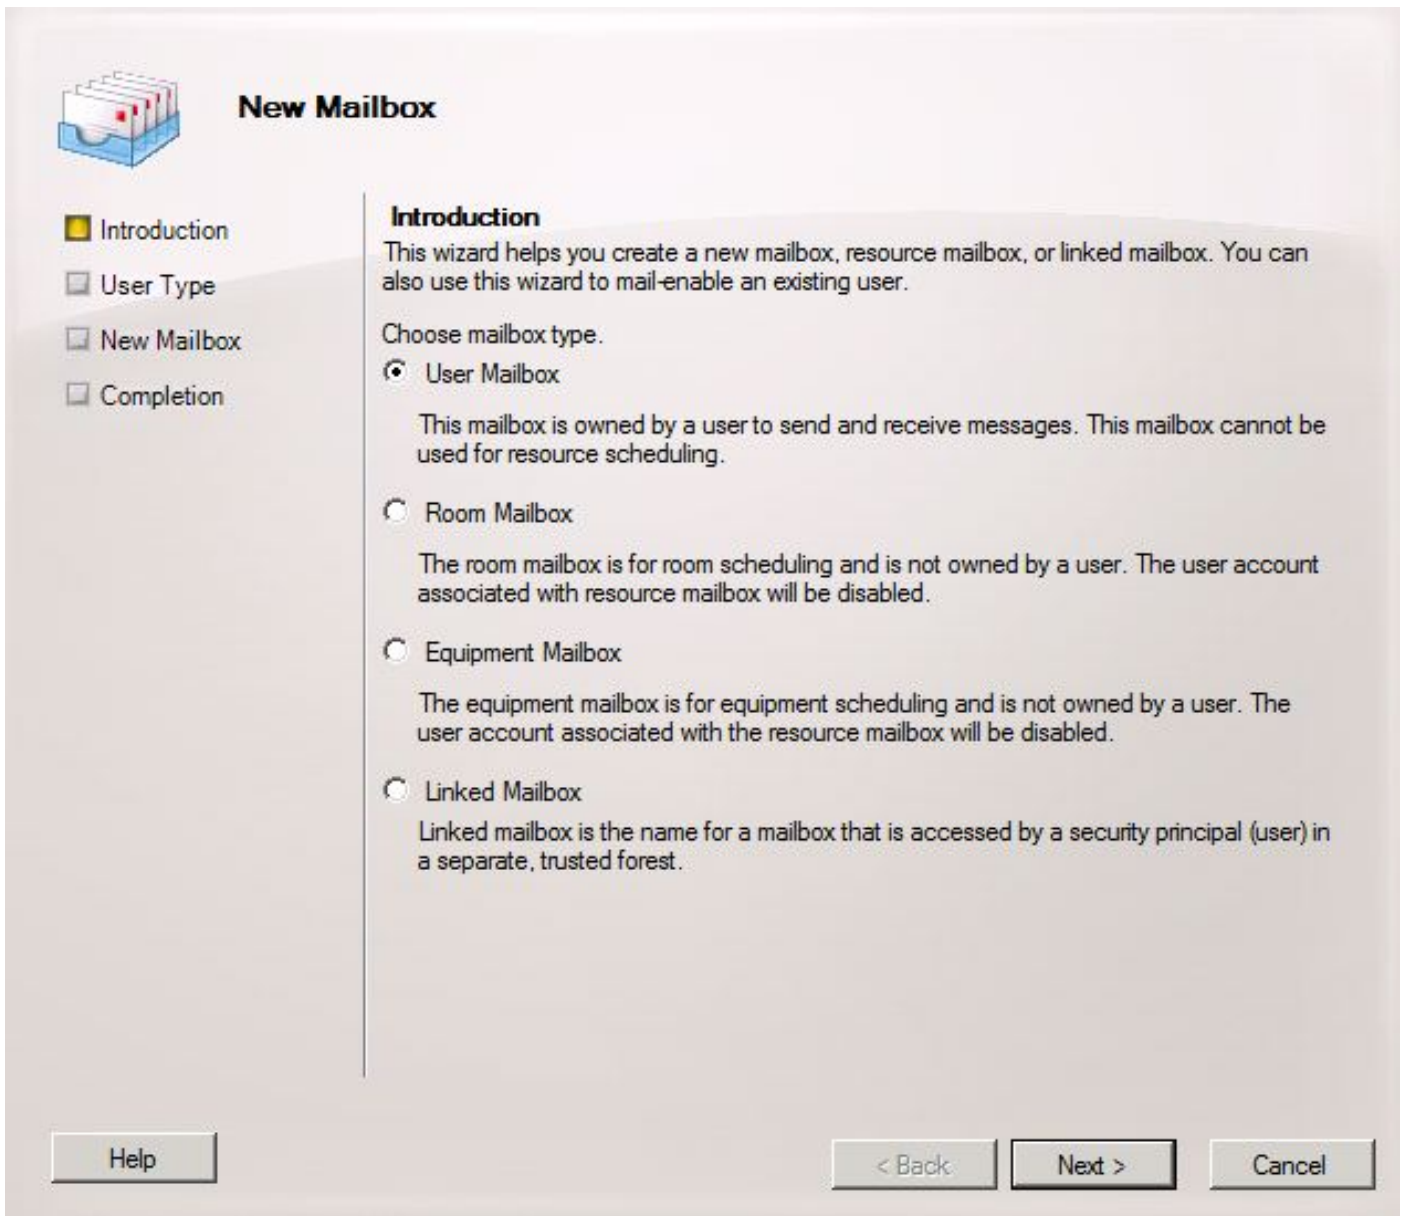 New Mailbox
Introduction
User Type
New Mailbox
Completion
Introduction
This wizard helps you create a new mailbox, resource mailbox, or linked mailbox. You can
also use this wizard to mail-enable an existing user.
Choose mailbox type.
User Mailbox
This mailbox is owned by a user to send and receive messages. This mailbox cannot be
used for resource scheduling.
Room Mailbox
The room mailbox is for room scheduling and is not owned by a user. The user account
associated with resource mailbox will be disabled.
Equipment Mailbox
The equipment mailbox is for equipment scheduling and is not owned by a user. The
user account associated with the resource mailbox will be disabled.
Linked Mailbox
Linked mailbox is the name for a mailbox that is accessed by a security principal (user) in
a separate, trusted forest.
Help
< Back
Next >
Cancel